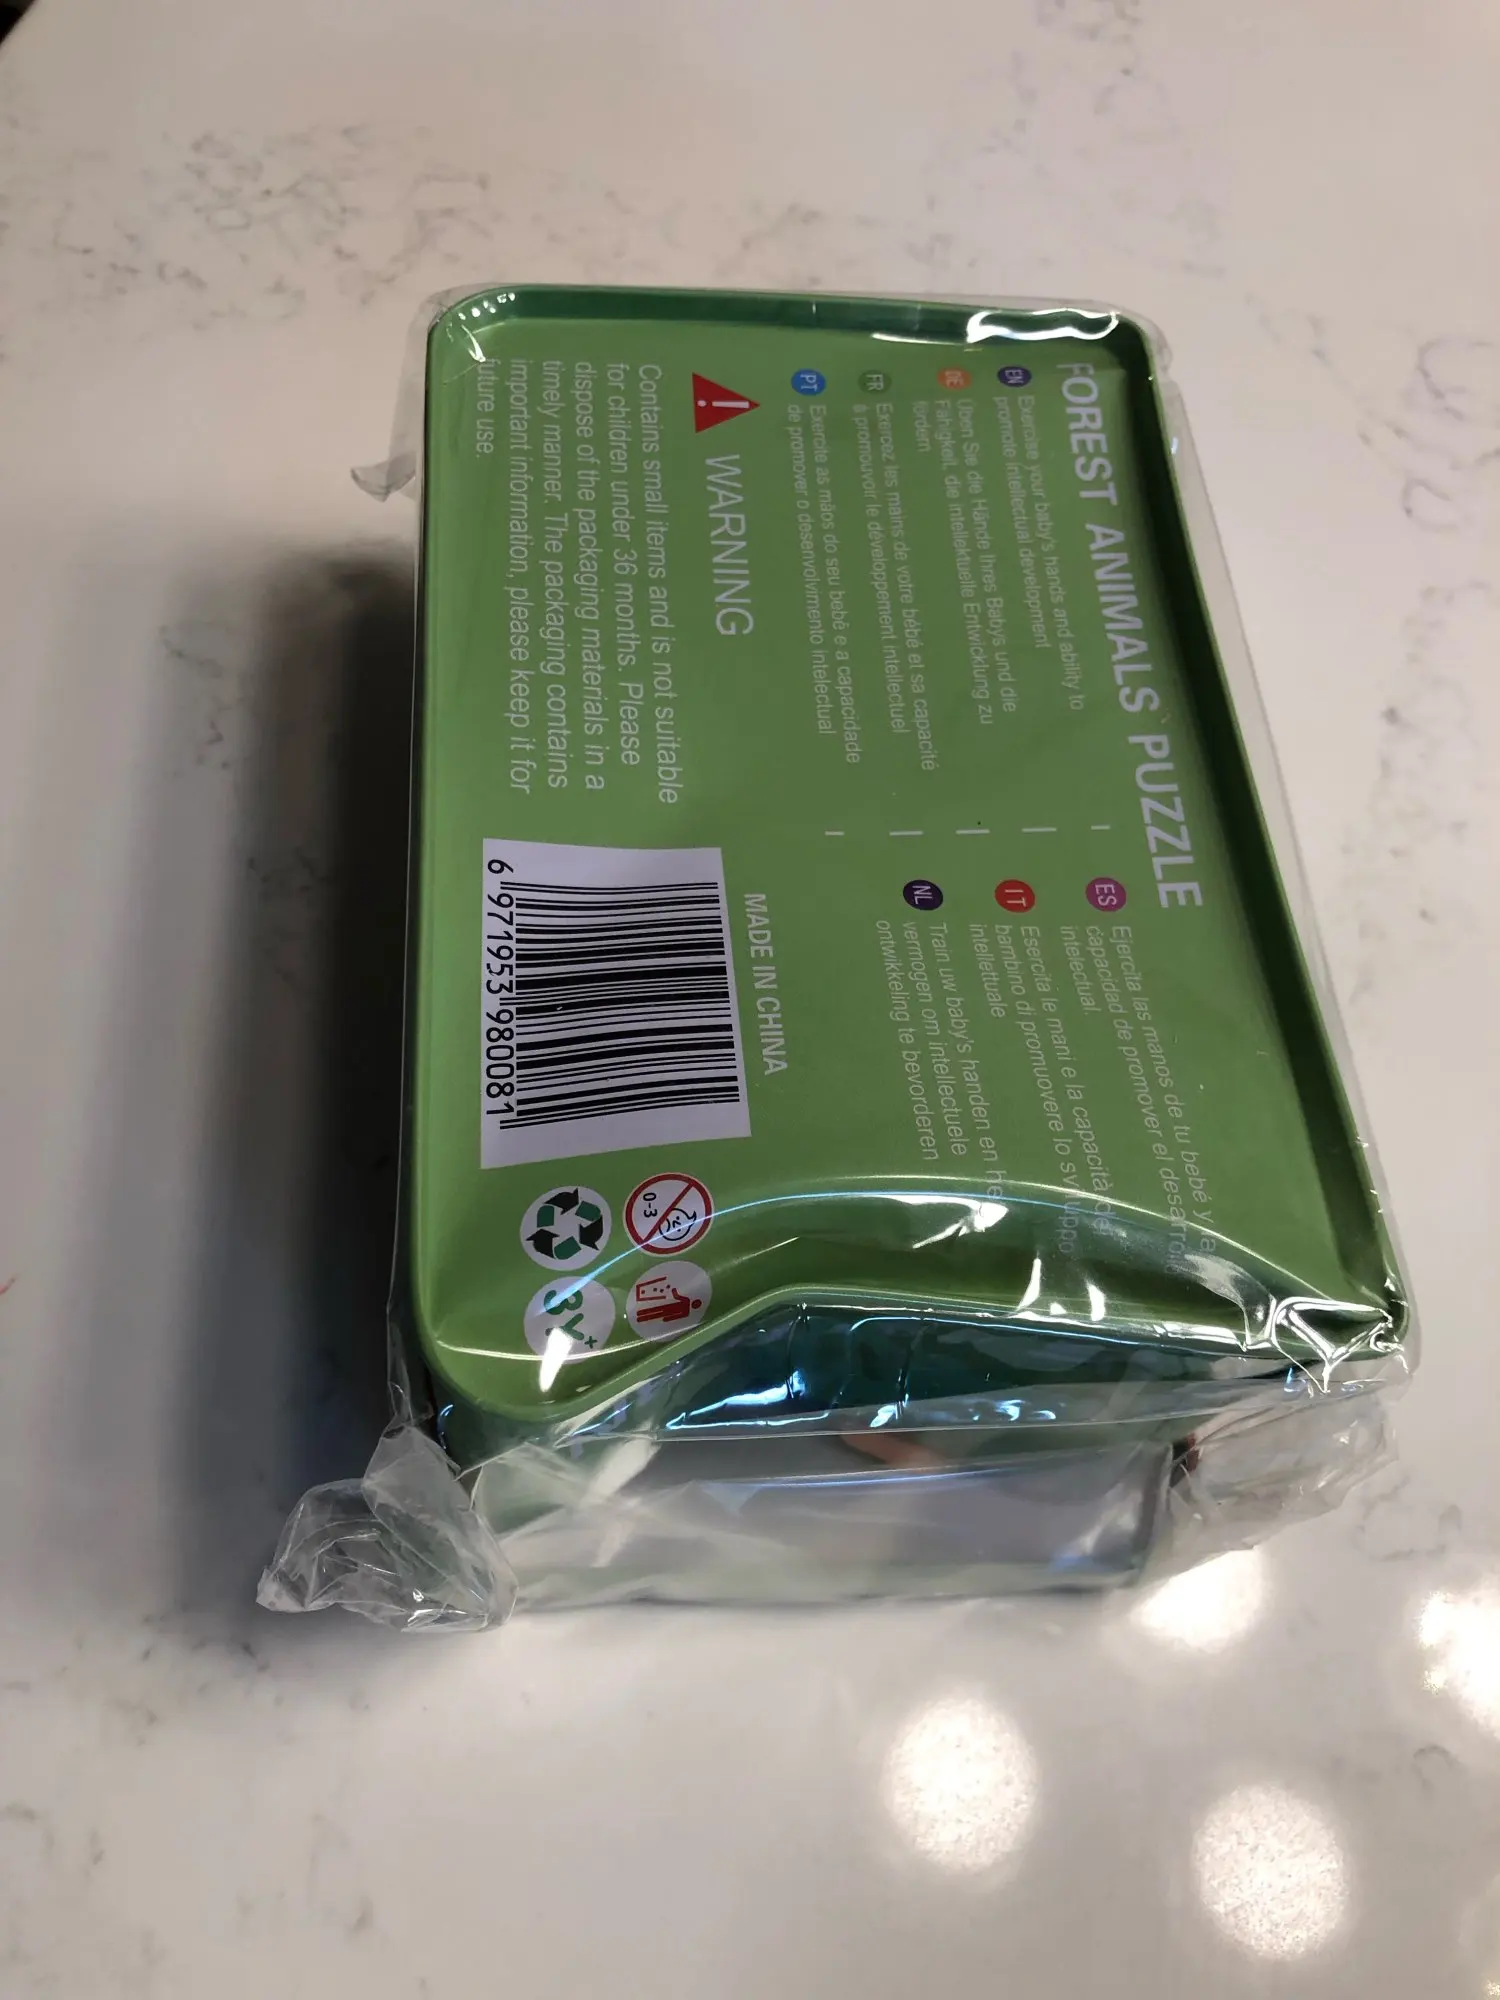 FOREST ANIMALS' PUZZLE
EN
Exercise your baby's hands and ability to
promote intellectual development
DE
Üben Sie die Hände Ihres Babys und die
Fähigkeit, die intellektuelle Entwicklung zu
fördern
FR
Exercez les mains de votre bébé et sa capacité
à promouvoir le développement intellectuel
PT
Exercite as mãos do seu bebê e a capacidade
de promover o desenvolvimento intelectual
ES
Ejercita las manos de tu bebé y la
capacidad de promover el desarrol
intelectual.
IT
Esercita le mani e la capacità de
bambino di promuovere lo sviluppo
intellettuale
NL
Train uw baby's handen en he
vermogen om intellectuele
ontwikkeling te bevorderen
WARNING
Contains small items and is not suitable
for children under 36 months. Please
dispose of the packaging materials in a
timely manner. The packaging contains
important information, please keep it for
future use.
MADE IN CHINA
6 971953 980081
0-3
3Y+